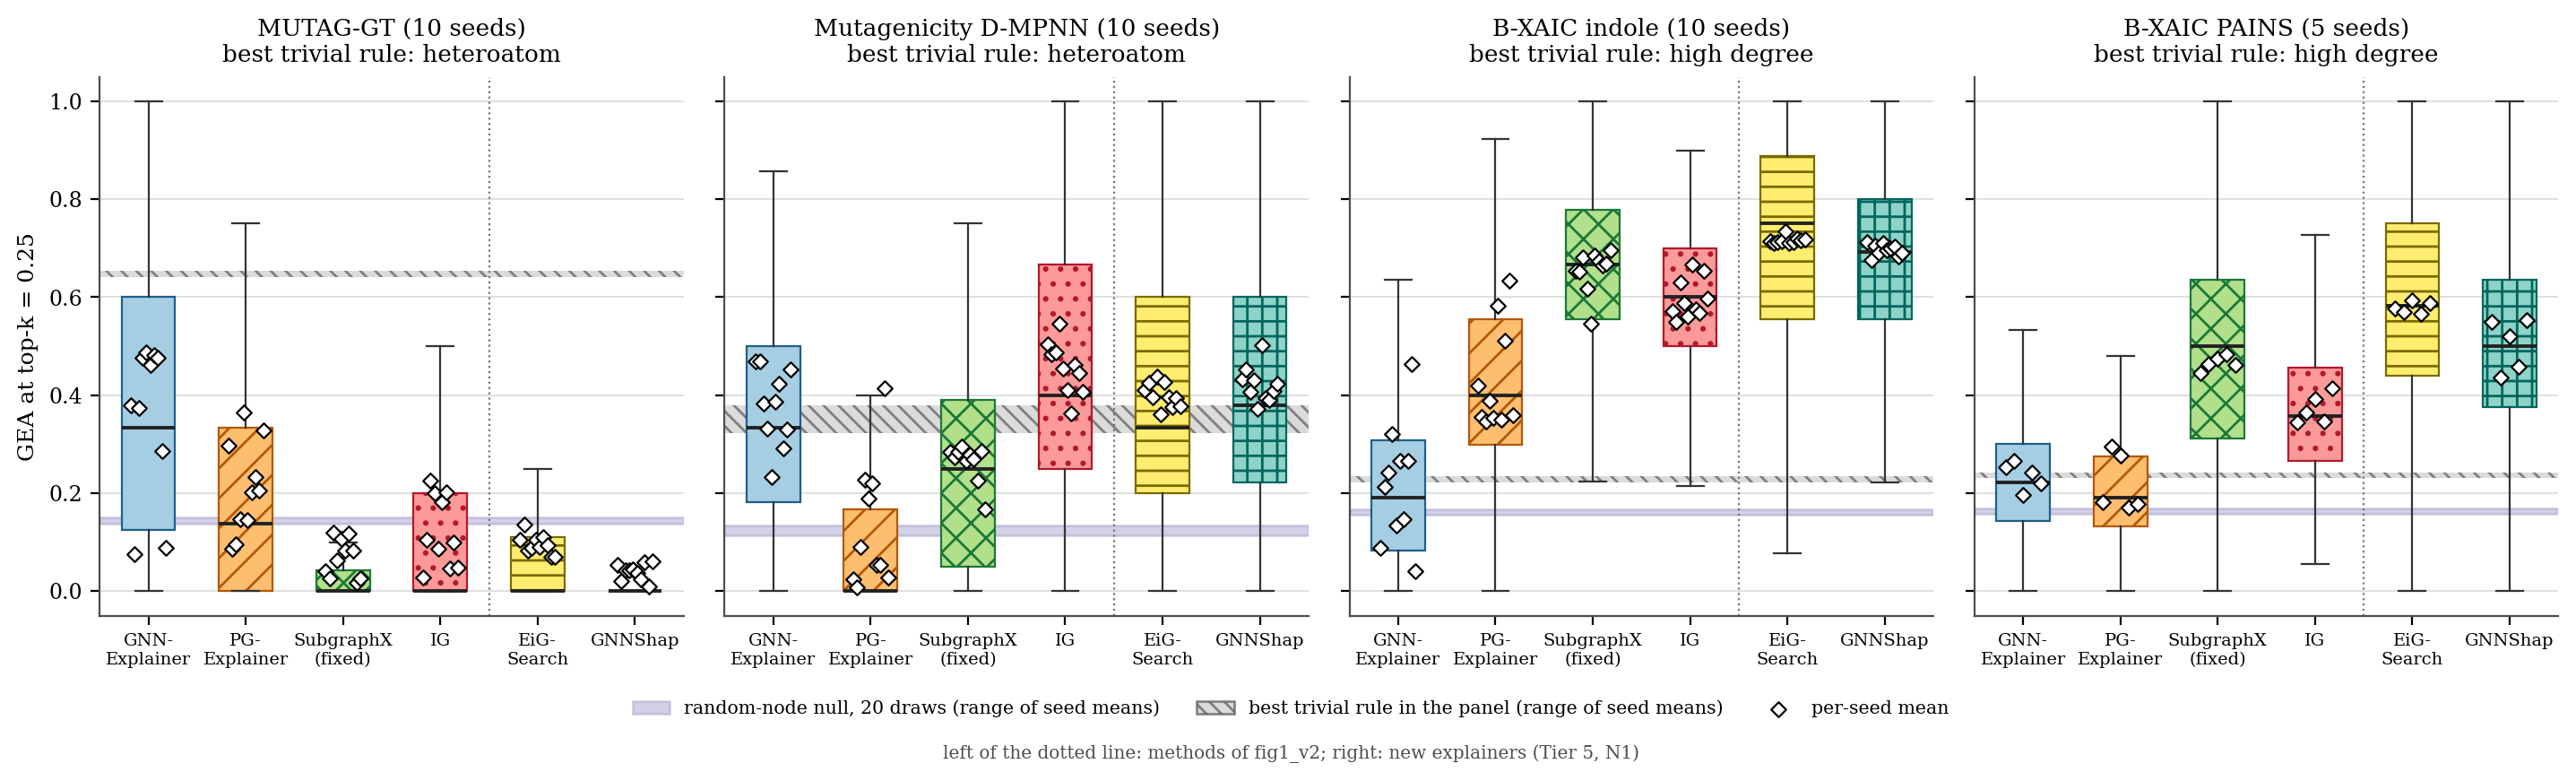 MUTAG-GT (10 seeds)
best trivial rule: heteroatom
Mutagenicity D-MPNN (10 seeds)
best trivial rule: heteroatom
B-XAIC indole (10 seeds)
best trivial rule: high degree
B-XAIC PAINS (5 seeds)
best trivial rule: high degree
GEA at top-k = 0.25
1.0
0.8
0.6
0.4
0.2
0.0
GNN-
Explainer
PG-
Explainer
SubgraphX
(fixed)
IG
EiG-
Search
GNNShap
GNN-
Explainer
PG-
Explainer
SubgraphX
(fixed)
IG
EiG-
Search
GNNShap
GNN-
Explainer
PG-
Explainer
SubgraphX
(fixed)
IG
EiG-
Search
GNNShap
GNN-
Explainer
PG-
Explainer
SubgraphX
(fixed)
IG
EiG-
Search
GNNShap
random-node null, 20 draws (range of seed means)
best trivial rule in the panel (range of seed means)
per-seed mean
left of the dotted line: methods of fig1_v2; right: new explainers (Tier 5, N1)